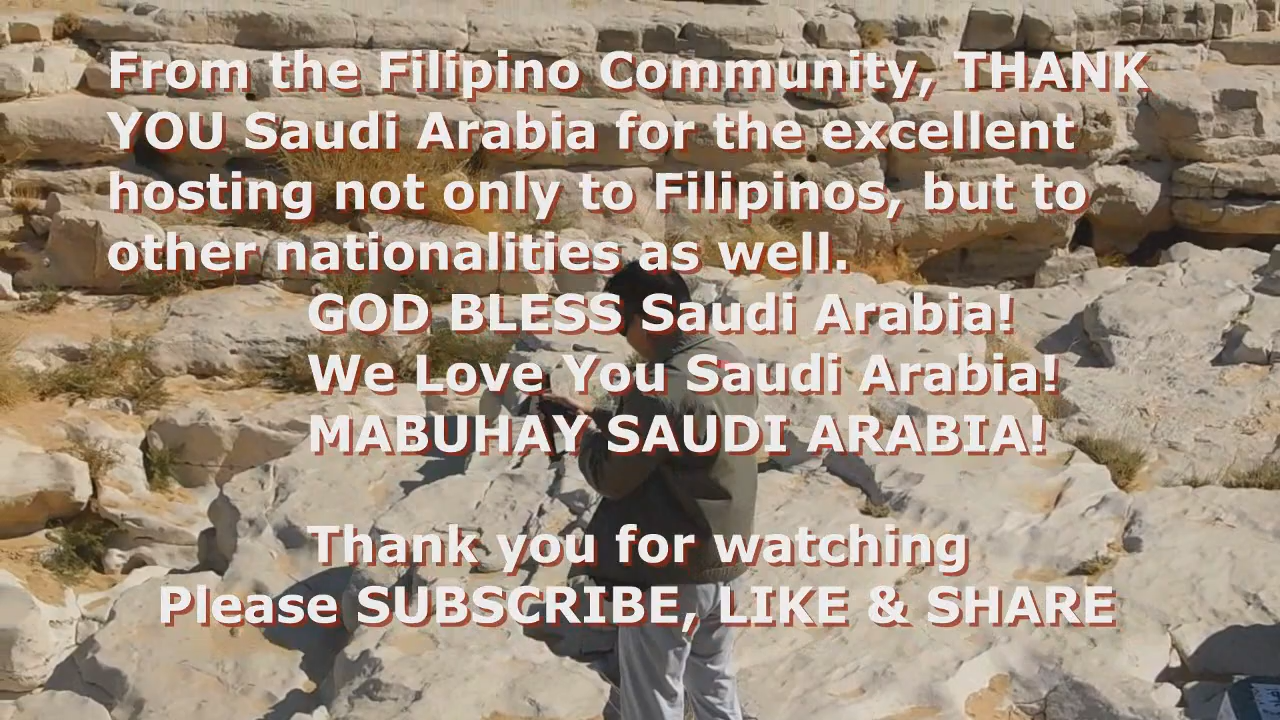 From the Filipino Community, THANK
YOU Saudi Arabia for the excellent
hosting not only to Filipinos, but to
other nationalities as well.
GOD BLESS Saudi Arabia!
We Love You Saudi Arabia!
MABUHAY SAUDI ARABIA!
Thank you for watching
Please SUBSCRIBE, LIKE & SHARE